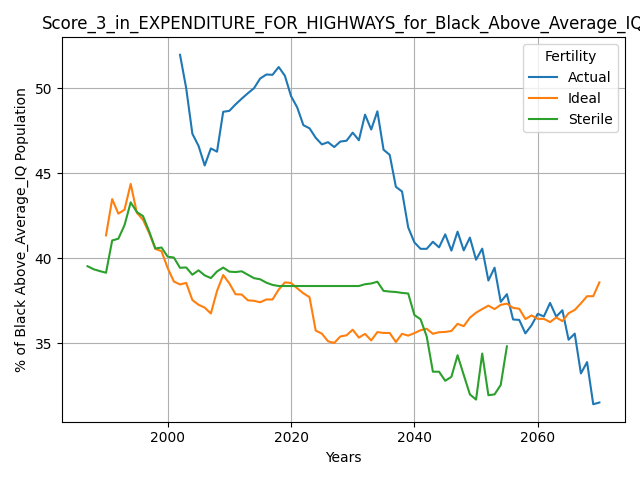 Score_3_in_EXPENDITURE_FOR_HIGHWAYS_for_Black_Above_Average_IQ
Fertility
Actual
Ideal
Sterile
% of Black Above_Average_IQ Population
50
45
40
35
2000
2020
2040
2060
Years